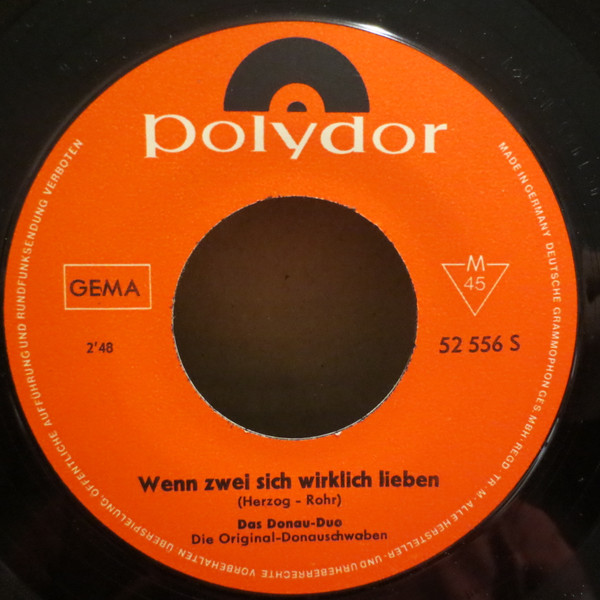 polydor
GEMA
M
45
2'48
52 556 S
Wenn zwei sich wirklich lieben
(Herzog - Rohr)
Das Donau-Duo
Die Original-Donauschwaben
MADE IN GERMANY DEUTSCHE GRAMMOPHON GES. MBH · REGD. TR. M. ALLE HERSTELLER- UND URHEBERRECHTE VORBEHALTEN ÜBERSPIELUNG, ÖFFENTLICHE AUFFÜHRUNG UND RUNDFUNKSENDUNG VERBOTEN